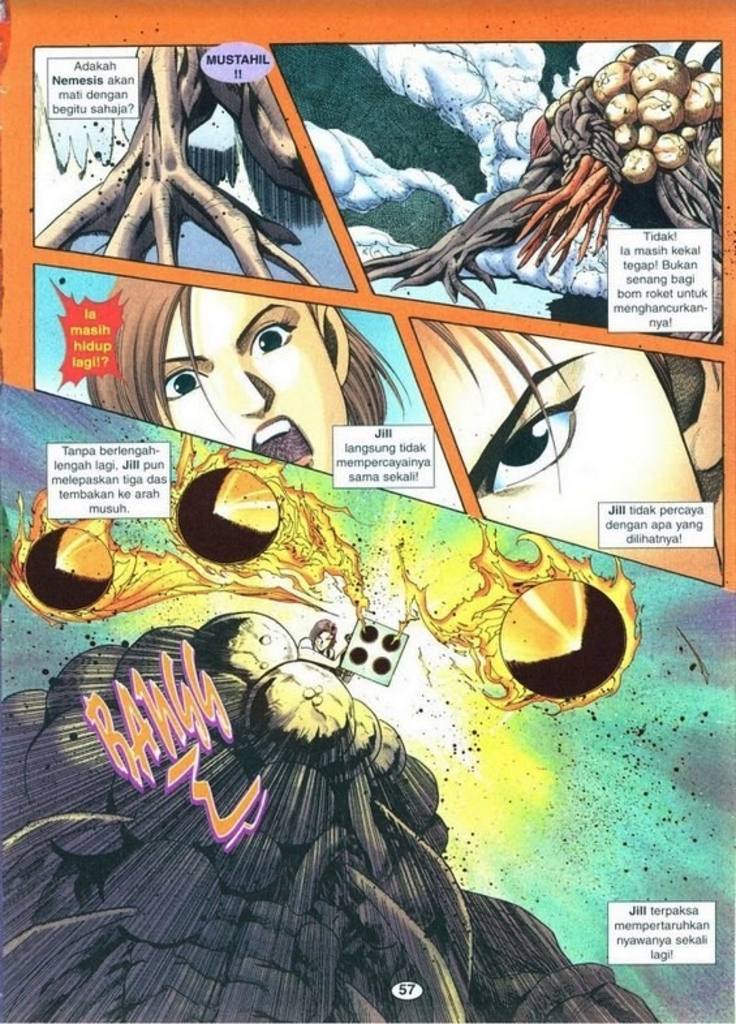 Adakah
Nemesis akan
mati dengan
begitu sahaja?
MUSTAHIL
!!
Tidak!
Ia masih kekal
tegap! Bukan
senang bagi
bom roket untuk
menghancurkan-
nya!
Ia
masih
hidup
lagi!?
Jill
langsung tidak
mempercayainya
sama sekali!
Jill tidak percaya
dengan apa yang
dilihatnya!
Tanpa berlengah-
lengah lagi, Jill pun
melepaskan tiga das
tembakan ke arah
musuh.
BANGG
Jill terpaksa
mempertaruhkan
nyawanya sekali
lagi!
57